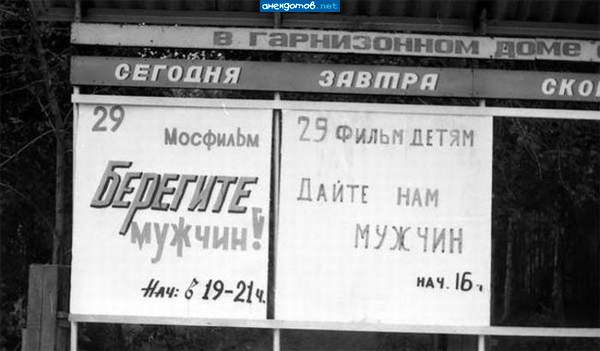 анекдотов.net
В ГАРНИЗОННОМ ДОМЕ
СЕГОДНЯ ЗАВТРА СКО
29
Мосфильм
БЕРЕГИТЕ
МУЖЧИН!
Нач: в 19-21ч.
29 ФИЛЬМ ДЕТЯМ
ДАЙТЕ НАМ
МУЖЧИН
НАЧ. 16ч